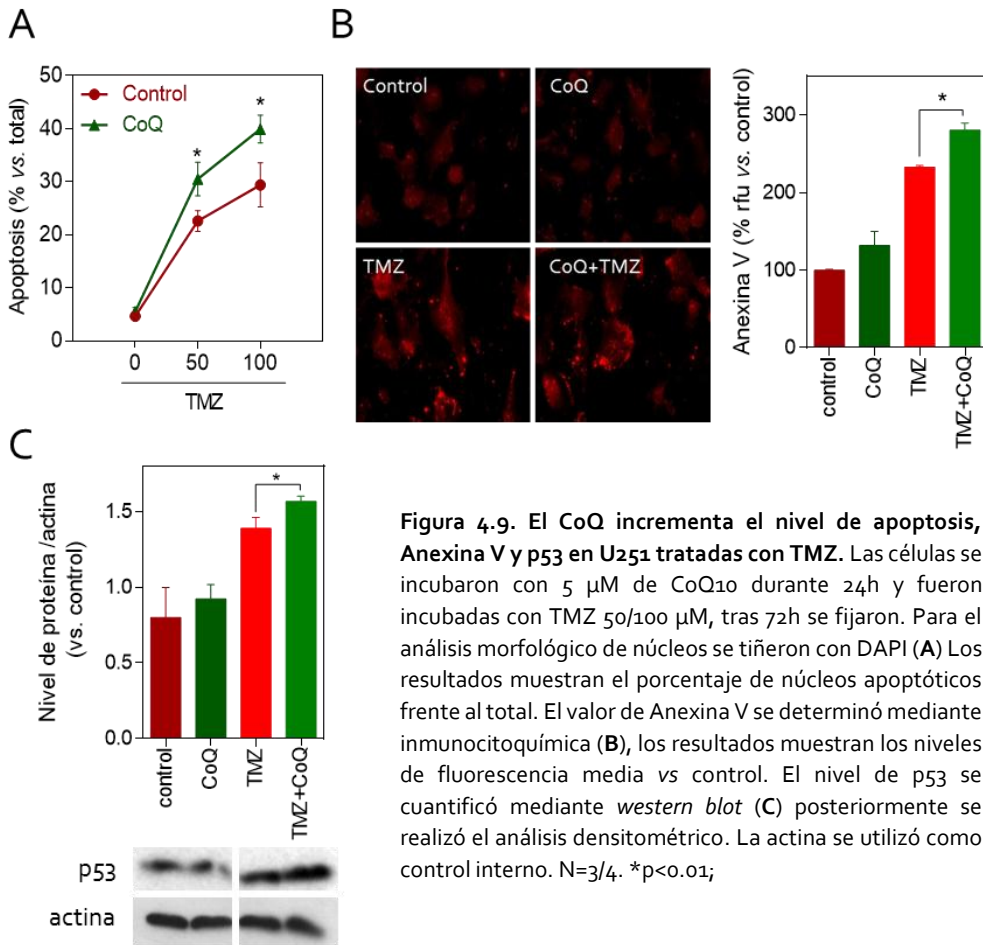 A
Apoptosis (% vs. total)
50
40
30
20
10
0
Control
CoQ
*
*
0 50 100
TMZ
B
Control
CoQ
TMZ
CoQ+TMZ
Anexina V (% rfu vs. control)
300
200
100
0
*
control
CoQ
TMZ
TMZ+CoQ
C
Nivel de proteína /actina
(vs. control)
1.5
1.0
0.5
0.0
*
control
CoQ
TMZ
TMZ+CoQ
p53
actina
Figura 4.9. El CoQ incrementa el nivel de apoptosis,
Anexina V y p53 en U251 tratadas con TMZ. Las células se
incubaron con 5 µM de CoQ10 durante 24h y fueron
incubadas con TMZ 50/100 µM, tras 72h se fijaron. Para el
análisis morfológico de núcleos se tiñeron con DAPI (A) Los
resultados muestran el porcentaje de núcleos apoptóticos
frente al total. El valor de Anexina V se determinó mediante
inmunocitoquímica (B), los resultados muestran los niveles
de fluorescencia media vs control. El nivel de p53 se
cuantificó mediante western blot (C) posteriormente se
realizó el análisis densitométrico. La actina se utilizó como
control interno. N=3/4. *p<0.01;